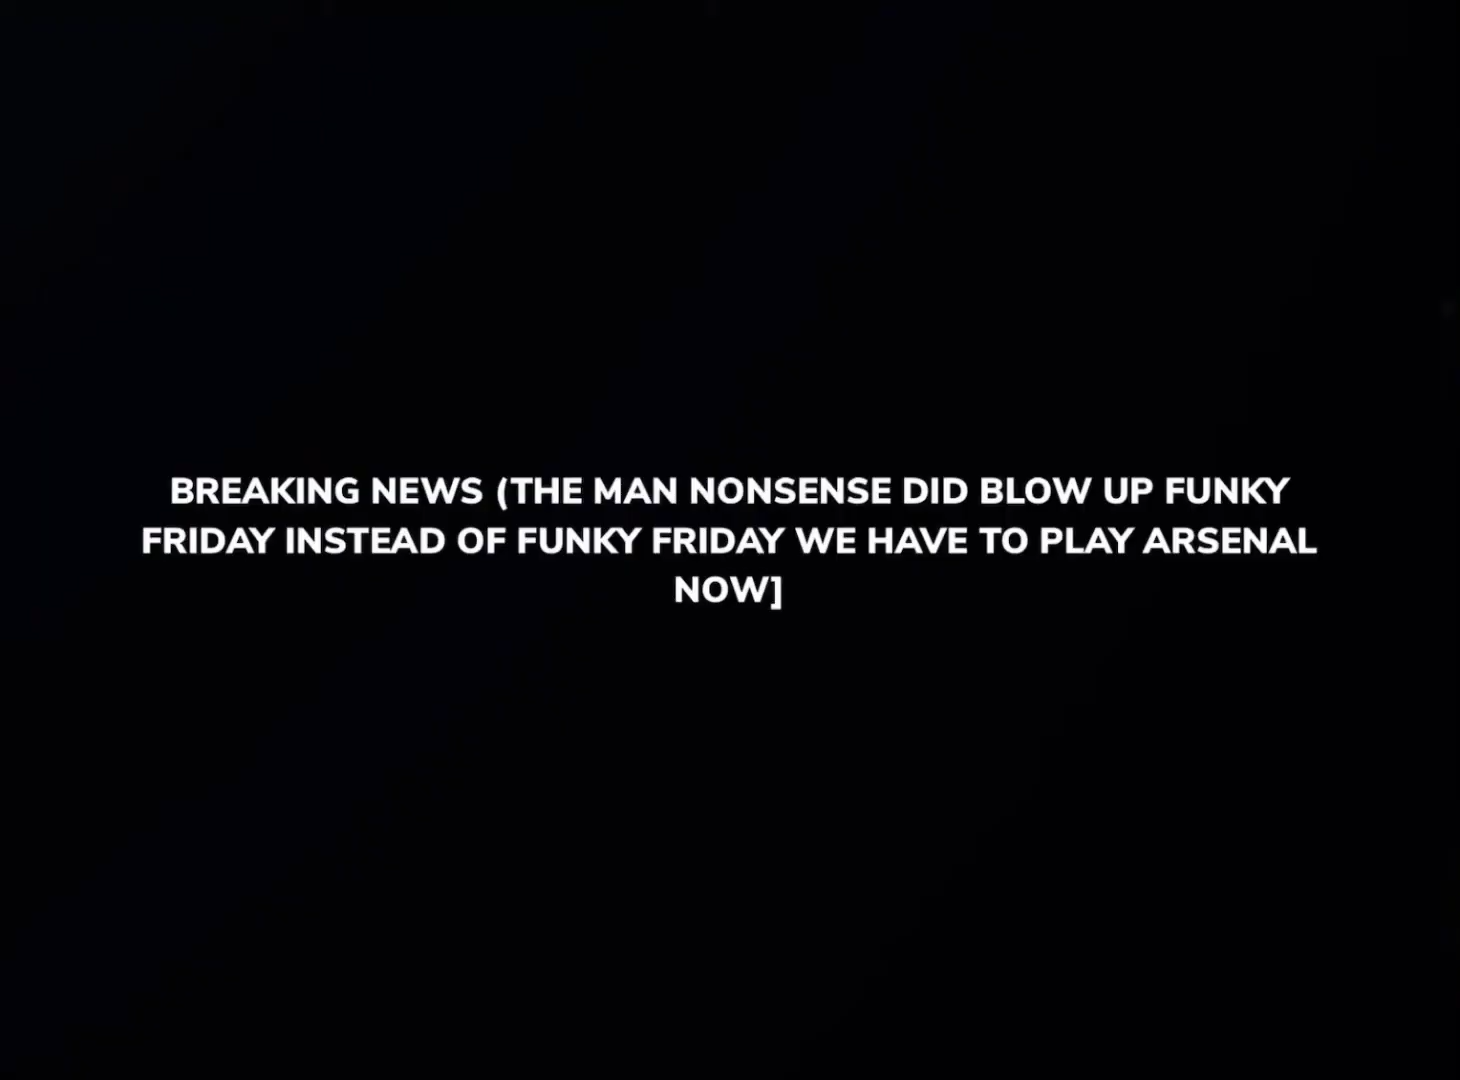 BREAKING NEWS (THE MAN NONSENSE DID BLOW UP FUNKY
FRIDAY INSTEAD OF FUNKY FRIDAY WE HAVE TO PLAY ARSENAL
NOW]